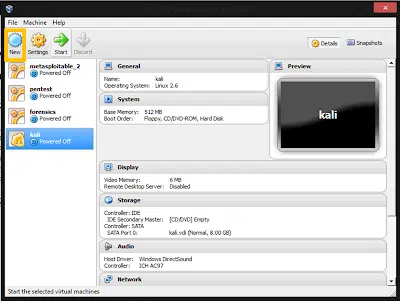 File Machine Help
New Settings Start Discard
Details Snapshots
metasploitable_2
Powered Off
pentest
Powered Off
forensics
Powered Off
kali
Powered Off
General
Name: kali
Operating System: Linux 2.6
System
Base Memory: 512 MB
Boot Order: Floppy, CD/DVD-ROM, Hard Disk
Preview
kali
Display
Video Memory: 6 MB
Remote Desktop Server: Disabled
Storage
Controller: IDE
IDE Secondary Master: [CD/DVD] Empty
Controller: SATA
SATA Port 0: kali.vdi (Normal, 8.00 GB)
Audio
Host Driver: Windows DirectSound
Controller: ICH AC97
Network
Start the selected virtual machines